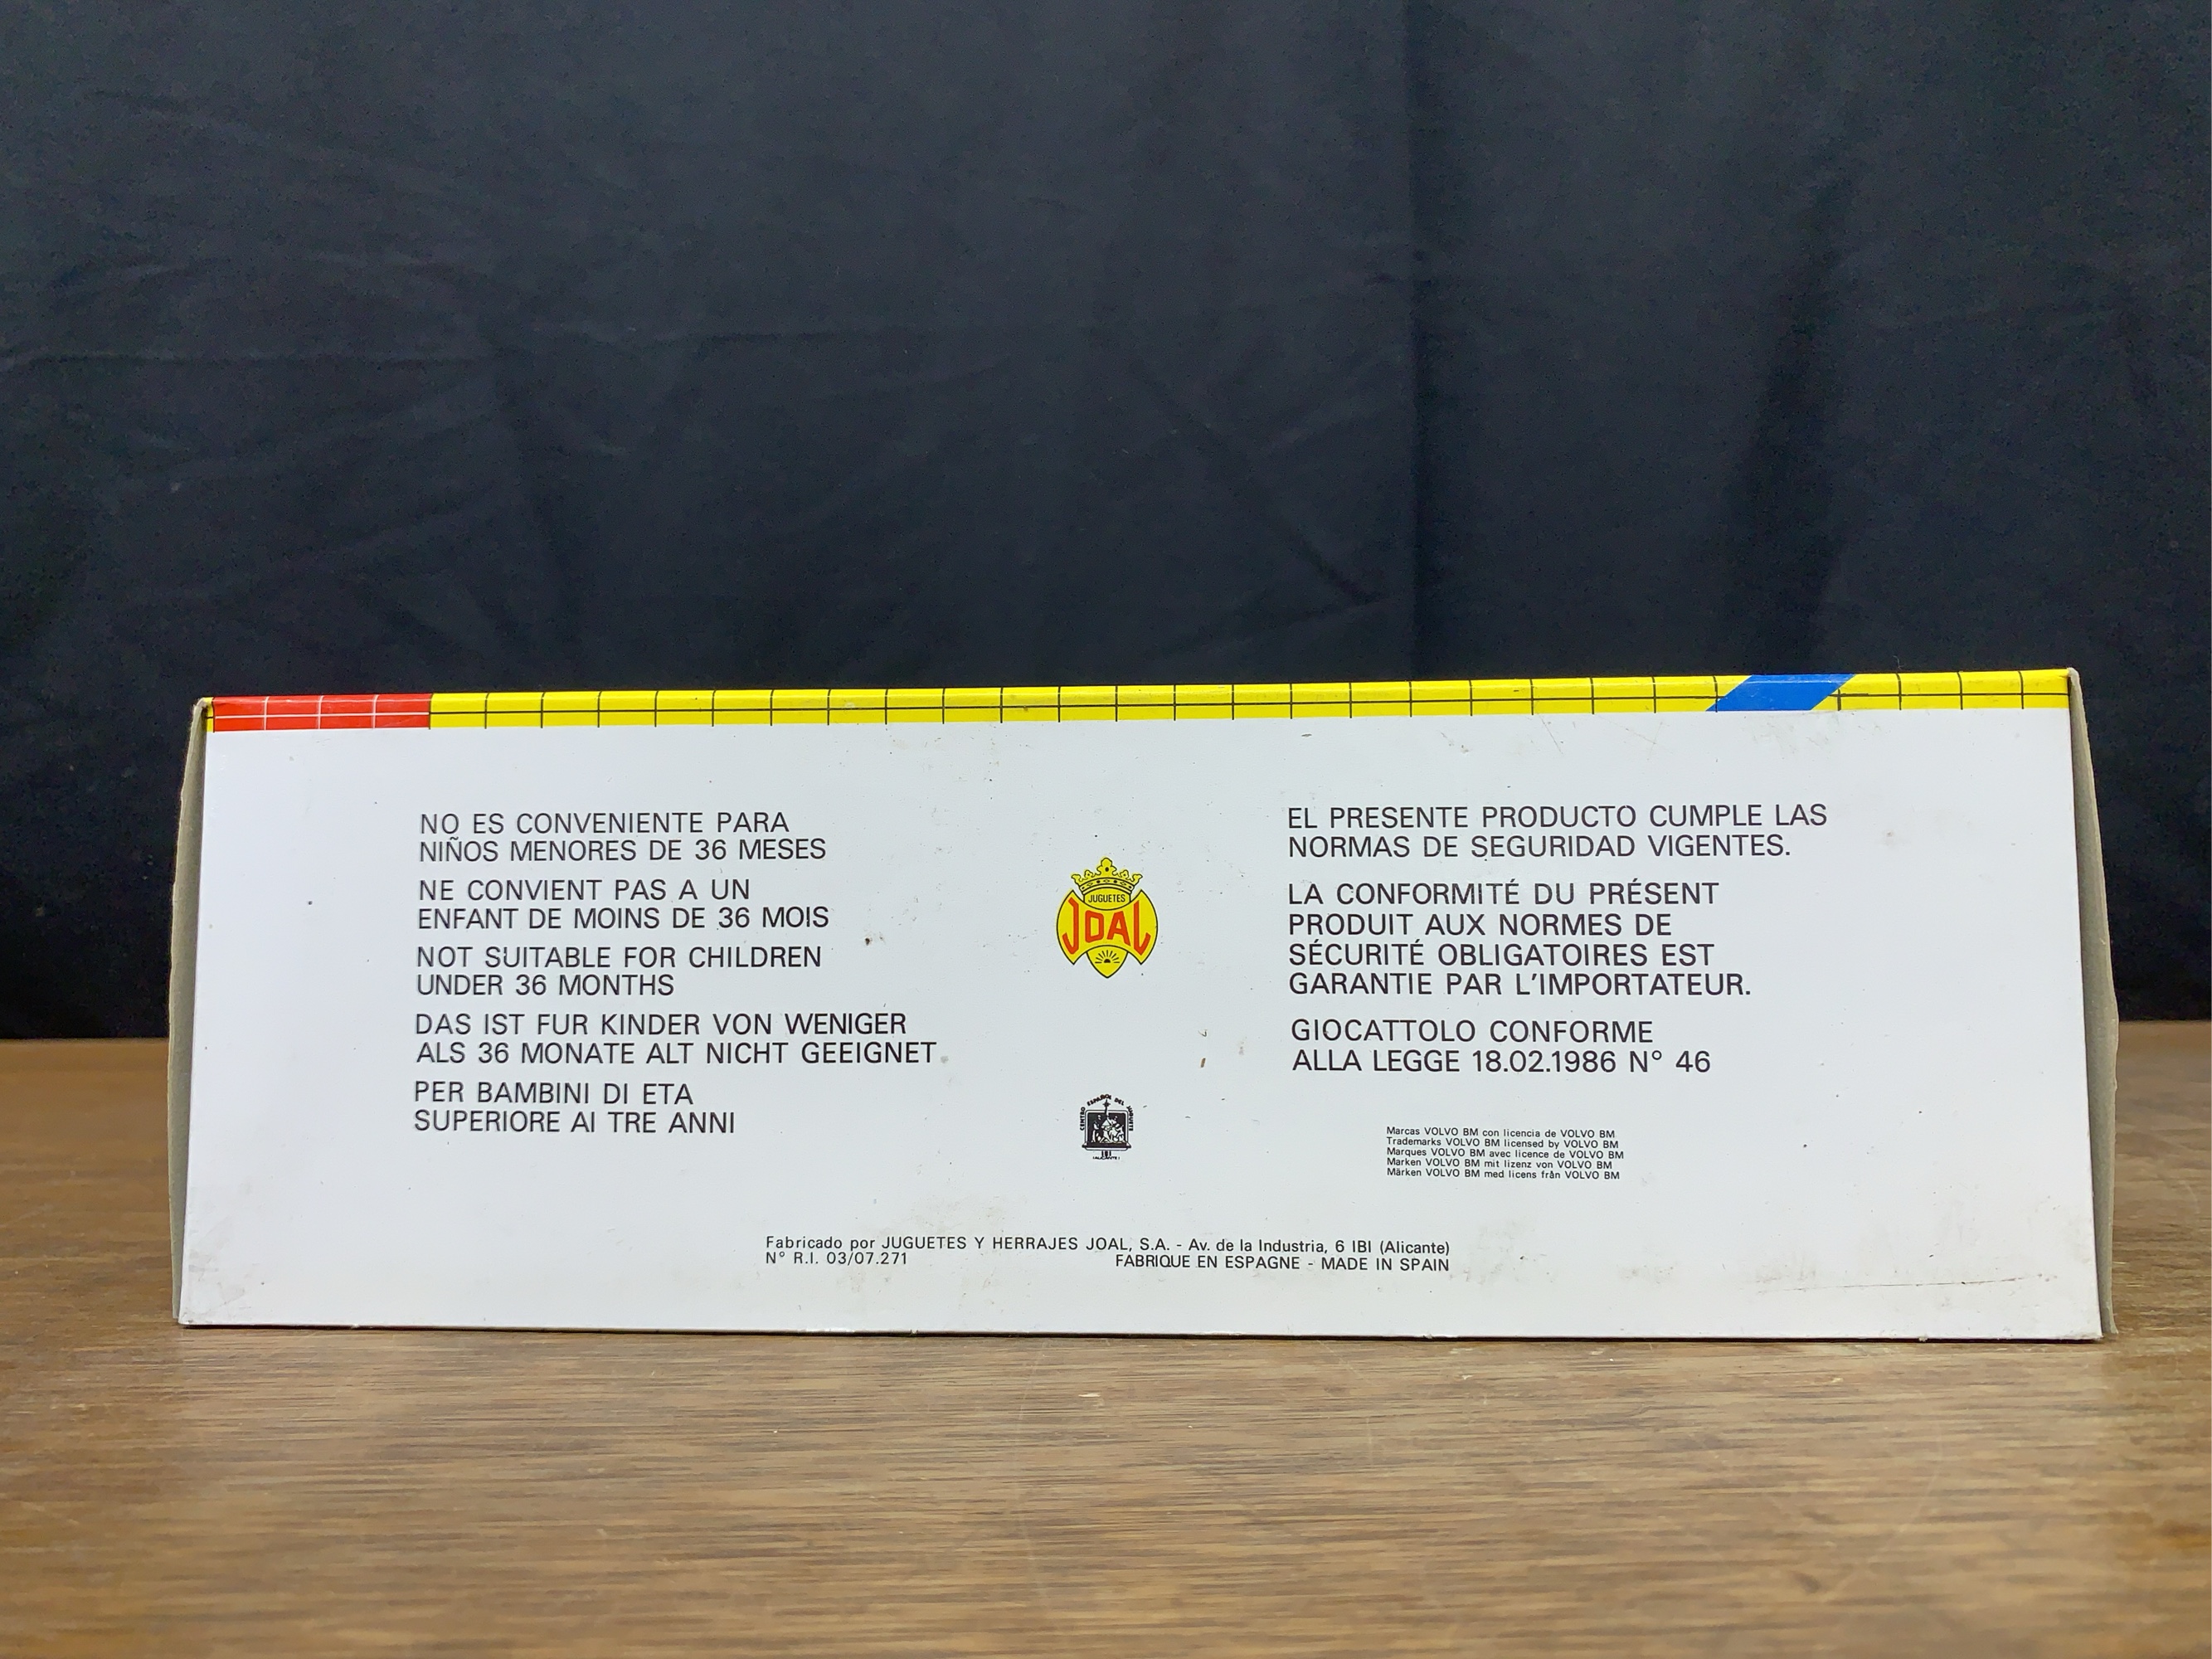 NO ES CONVENIENTE PARA
NIÑOS MENORES DE 36 MESES
NE CONVIENT PAS A UN
ENFANT DE MOINS DE 36 MOIS
NOT SUITABLE FOR CHILDREN
UNDER 36 MONTHS
DAS IST FUR KINDER VON WENIGER
ALS 36 MONATE ALT NICHT GEEIGNET
PER BAMBINI DI ETA
SUPERIORE AI TRE ANNI
JUGUETES
JOAL
CENTRO ESPAÑOL DEL JUGUETE
(ALICANTE)
EL PRESENTE PRODUCTO CUMPLE LAS
NORMAS DE SEGURIDAD VIGENTES.
LA CONFORMITÉ DU PRÉSENT
PRODUIT AUX NORMES DE
SÉCURITÉ OBLIGATOIRES EST
GARANTIE PAR L'IMPORTATEUR.
GIOCATTOLO CONFORME
ALLA LEGGE 18.02.1986 N° 46
Marcas VOLVO BM con licencia de VOLVO BM
Trademarks VOLVO BM licensed by VOLVO BM
Marques VOLVO BM avec licence de VOLVO BM
Marken VOLVO BM mit lizenz von VOLVO BM
Märken VOLVO BM med licens från VOLVO BM
Fabricado por JUGUETES Y HERRAJES JOAL, S.A. - Av. de la Industria, 6 IBI (Alicante)
N° R.I. 03/07.271 FABRIQUE EN ESPAGNE - MADE IN SPAIN